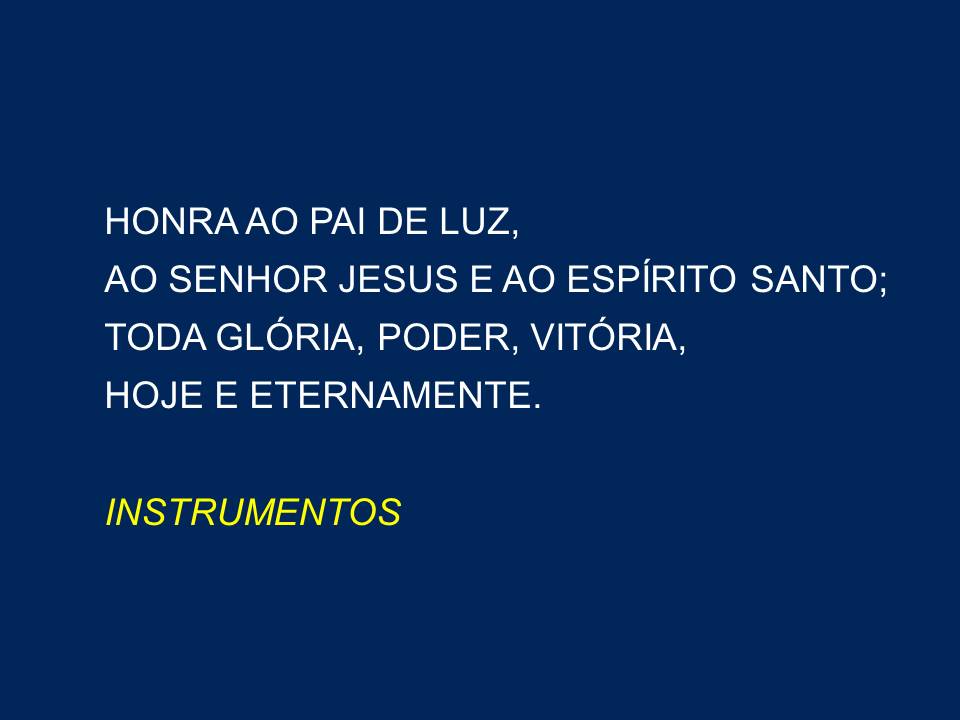 HONRA AO PAI DE LUZ,
AO SENHOR JESUS E AO ESPÍRITO SANTO;
TODA GLÓRIA, PODER, VITÓRIA,
HOJE E ETERNAMENTE.
INSTRUMENTOS